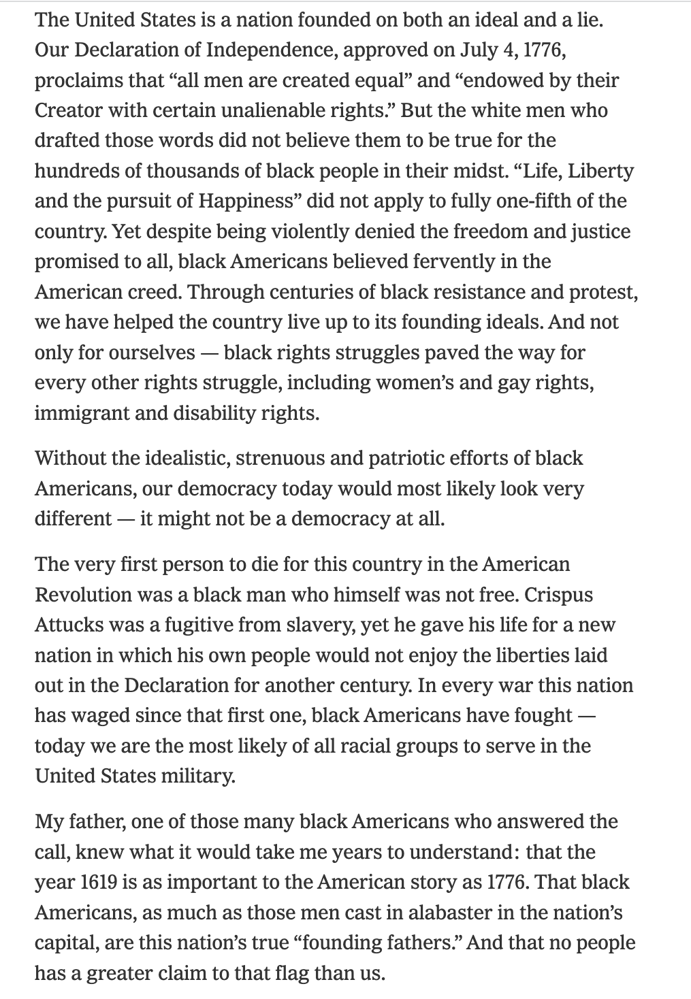 The United States is a nation founded on both an ideal and a lie.
Our Declaration of Independence, approved on July 4, 1776,
proclaims that “all men are created equal” and “endowed by their
Creator with certain unalienable rights.” But the white men who
drafted those words did not believe them to be true for the
hundreds of thousands of black people in their midst. “Life, Liberty
and the pursuit of Happiness” did not apply to fully one-fifth of the
country. Yet despite being violently denied the freedom and justice
promised to all, black Americans believed fervently in the
American creed. Through centuries of black resistance and protest,
we have helped the country live up to its founding ideals. And not
only for ourselves — black rights struggles paved the way for
every other rights struggle, including women’s and gay rights,
immigrant and disability rights.
Without the idealistic, strenuous and patriotic efforts of black
Americans, our democracy today would most likely look very
different — it might not be a democracy at all.
The very first person to die for this country in the American
Revolution was a black man who himself was not free. Crispus
Attucks was a fugitive from slavery, yet he gave his life for a new
nation in which his own people would not enjoy the liberties laid
out in the Declaration for another century. In every war this nation
has waged since that first one, black Americans have fought —
today we are the most likely of all racial groups to serve in the
United States military.
My father, one of those many black Americans who answered the
call, knew what it would take me years to understand: that the
year 1619 is as important to the American story as 1776. That black
Americans, as much as those men cast in alabaster in the nation’s
capital, are this nation’s true “founding fathers.” And that no people
has a greater claim to that flag than us.